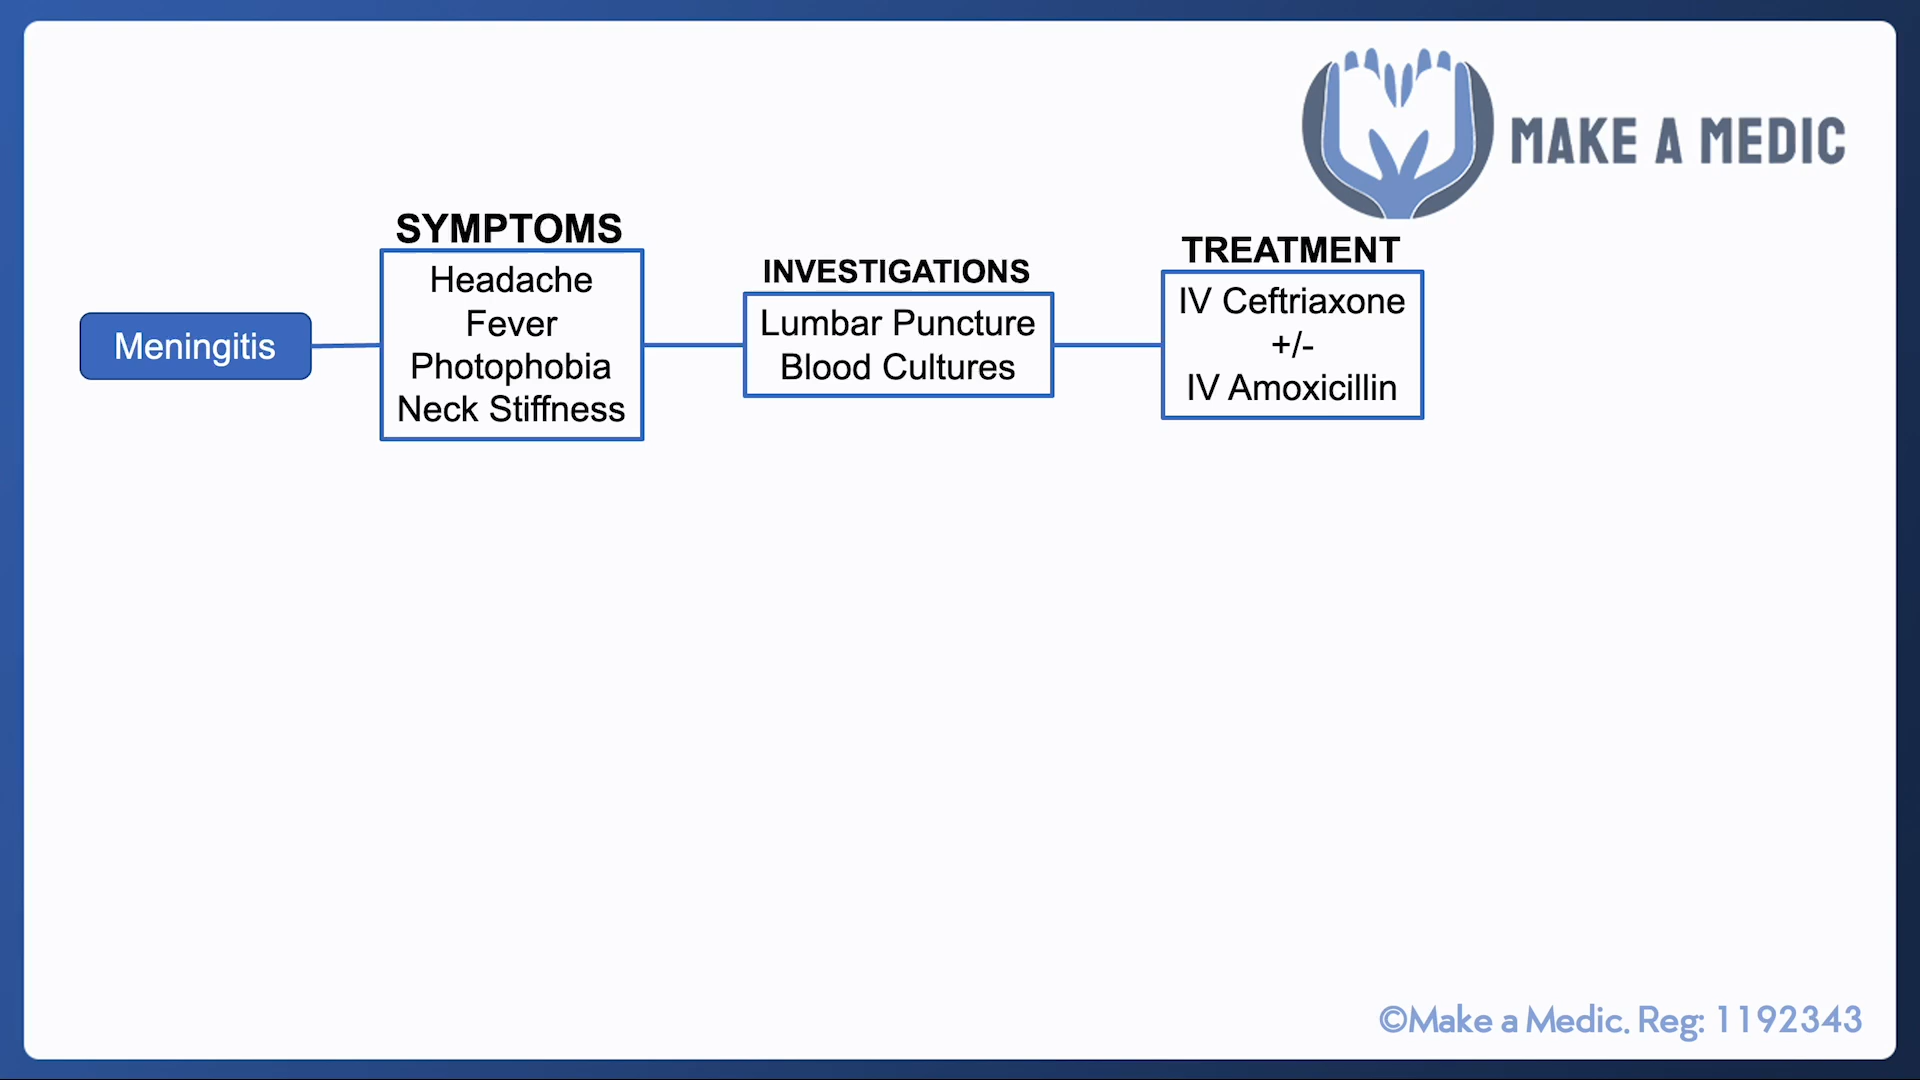 MAKE A MEDIC
SYMPTOMS
Headache
Fever
Photophobia
Neck Stiffness
INVESTIGATIONS
Lumbar Puncture
Blood Cultures
TREATMENT
IV Ceftriaxone
+/-
IV Amoxicillin
Meningitis
©Make a Medic. Reg: 1192343